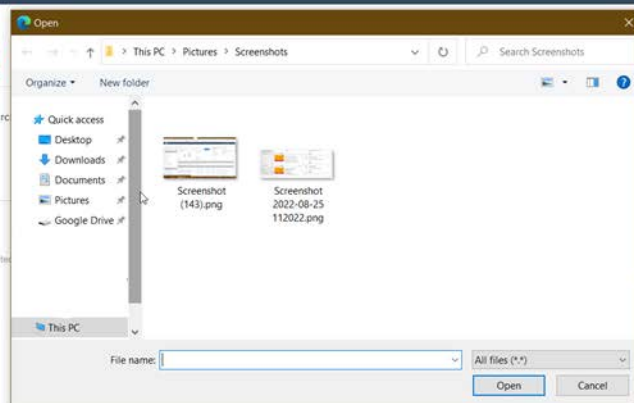 Open
This PC > Pictures > Screenshots
Search Screenshots
Organize
New folder
Quick access
Desktop
Downloads
Documents
Pictures
Google Drive
This PC
Screenshot
(143).png
Screenshot
2022-08-25
112022.png
File name:
All files (*.*)
Open
Cancel